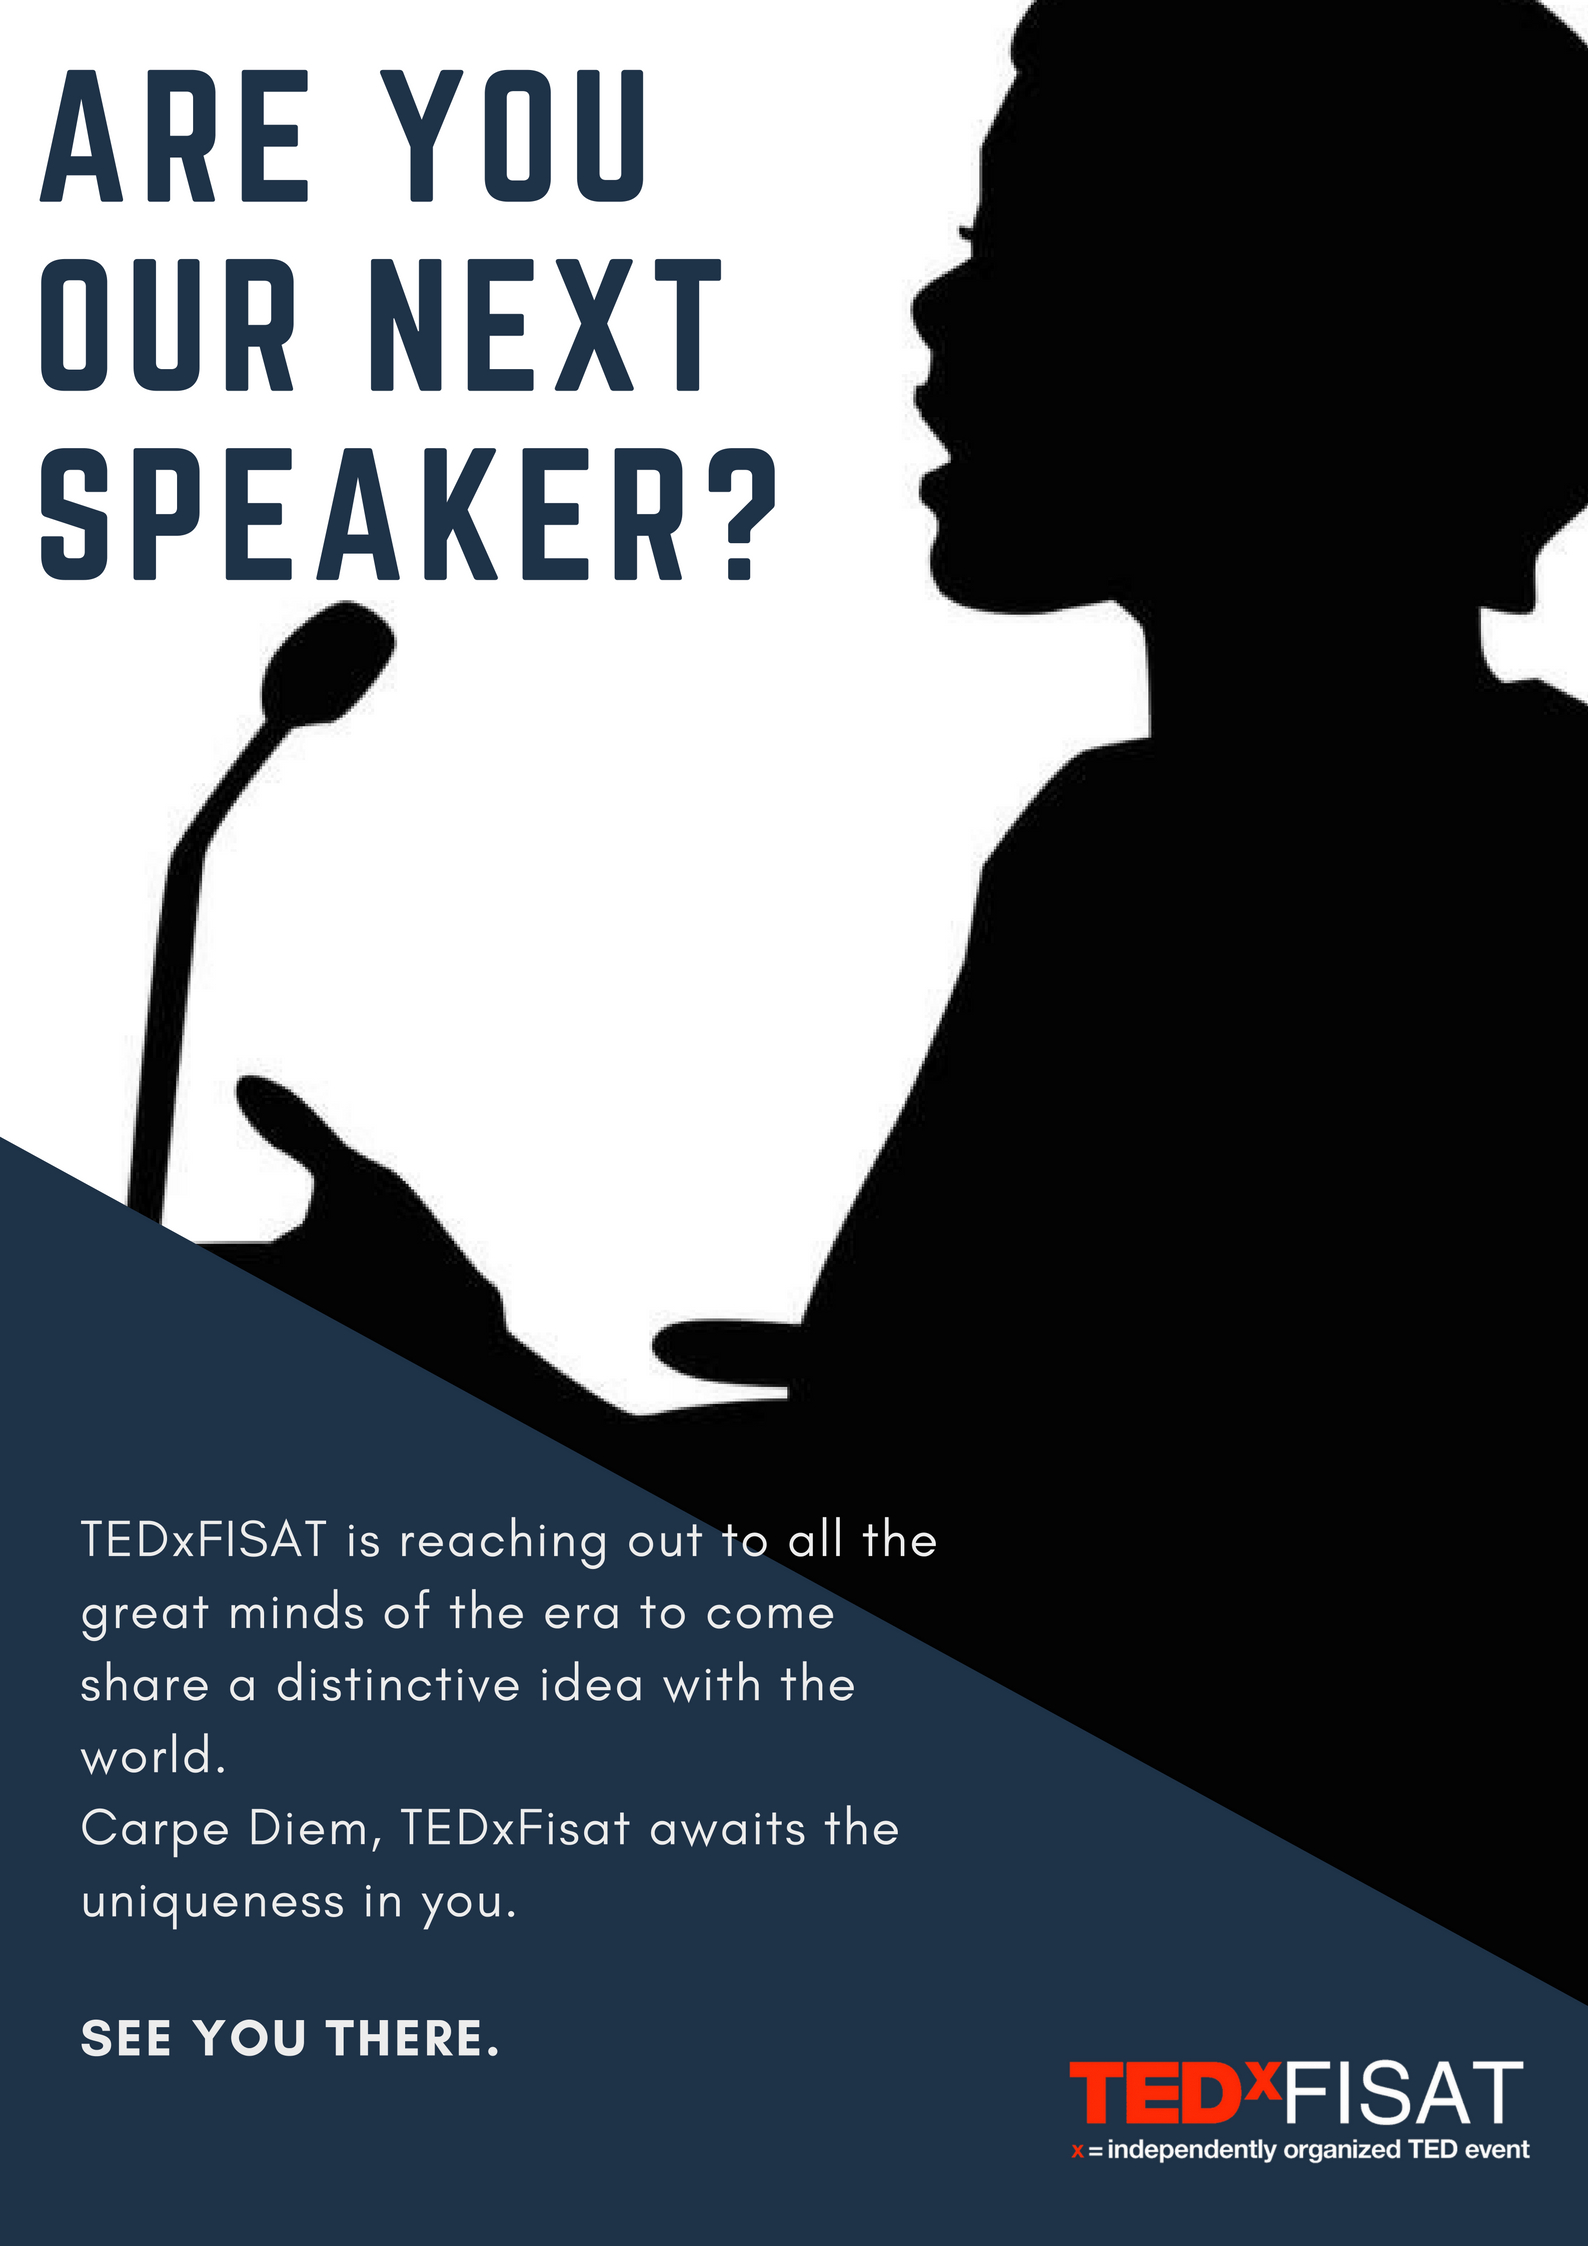 ARE YOU
OUR NEXT
SPEAKER?
TEDxFISAT is reaching out to all the
great minds of the era to come
share a distinctive idea with the
world.
Carpe Diem, TEDxFisat awaits the
uniqueness in you.
SEE YOU THERE.
TEDxFISAT
x = independently organized TED event